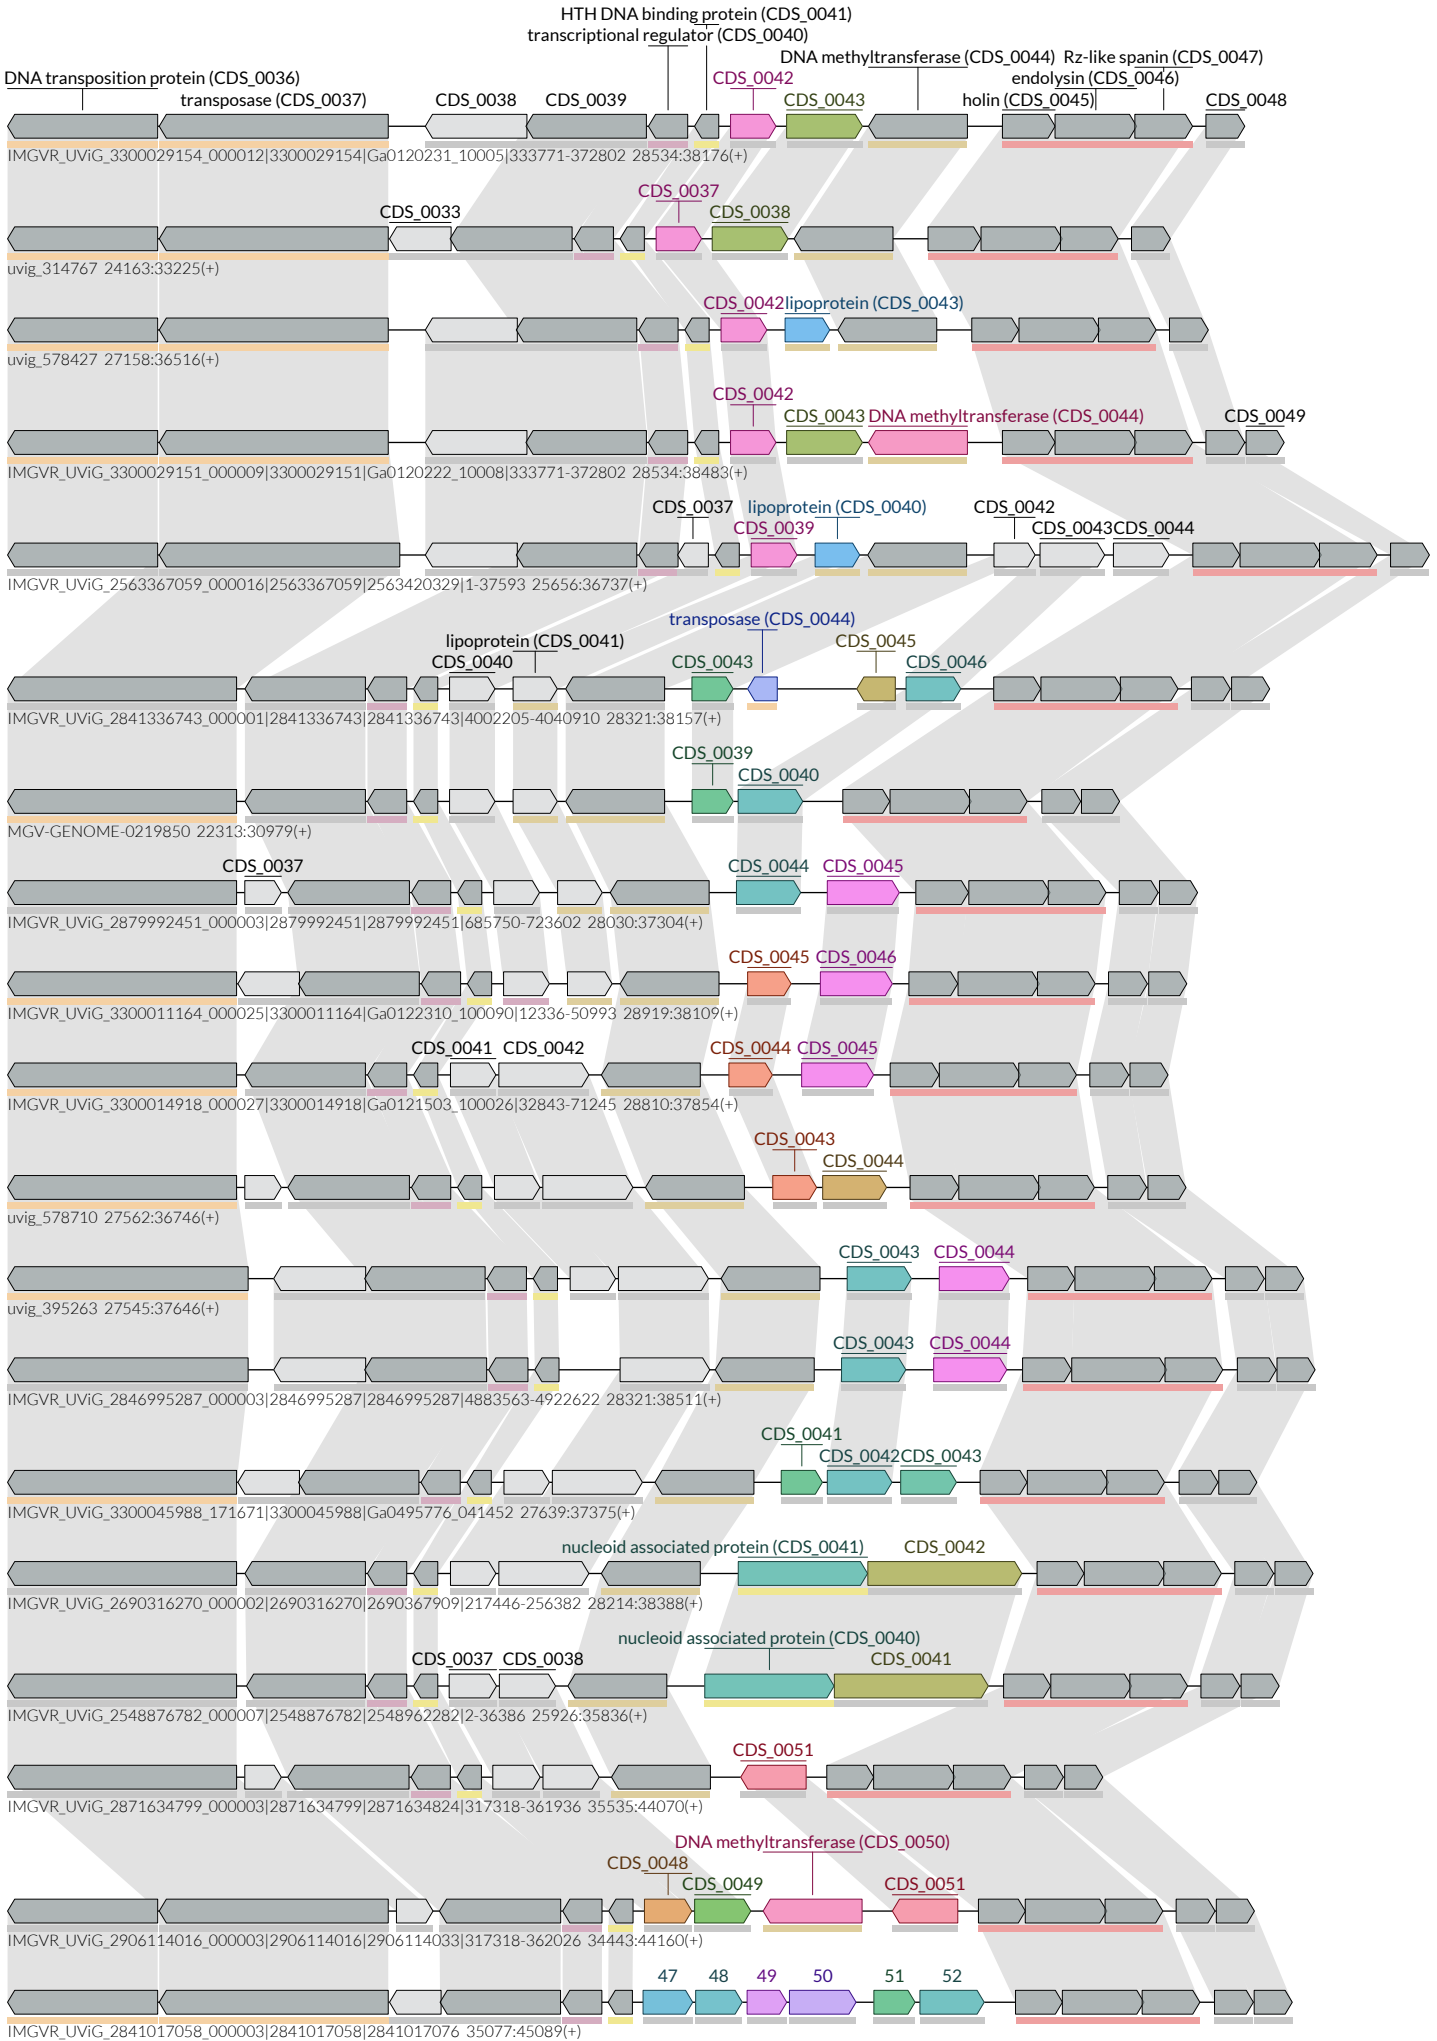 HTH DNA binding protein (CDS_0041)
transcriptional regulator (CDS_0040)
DNA methyltransferase (CDS_0044) Rz-like spanin (CDS_0047)
DNA transposition protein (CDS_0036) CDS_0042 endolysin (CDS_0046)
transposase (CDS_0037) CDS_0038 CDS_0039 CDS_0043 holin (CDS_0045) CDS_0048
IMGVR_UViG_3300029154_000012|3300029154|Ga0120231_10005|333771-372802 28534:38176(+)
CDS_0037
CDS_0033 CDS_0038
uvig_314767 24163:33225(+)
CDS_0042 lipoprotein (CDS_0043)
uvig_578427 27158:36516(+)
CDS_0042
CDS_0043 DNA methyltransferase (CDS_0044) CDS_0049
IMGVR_UViG_3300029151_000009|3300029151|Ga0120222_10008|333771-372802 28534:38483(+)
CDS_0037 lipoprotein (CDS_0040) CDS_0042
CDS_0039 CDS_0043 CDS_0044
IMGVR_UViG_2563367059_000016|2563367059|2563420329|1-37593 25656:36737(+)
transposase (CDS_0044)
lipoprotein (CDS_0041) CDS_0045
CDS_0040 CDS_0043 CDS_0046
IMGVR_UViG_2841336743_000001|2841336743|2841336743|4002205-4040910 28321:38157(+)
CDS_0039
CDS_0040
MGV-GENOME-0219850 22313:30979(+)
CDS_0037 CDS_0044 CDS_0045
IMGVR_UViG_2879992451_000003|2879992451|2879992451|685750-723602 28030:37304(+)
CDS_0045 CDS_0046
IMGVR_UViG_3300011164_000025|3300011164|Ga0122310_100090|12336-50993 28919:38109(+)
CDS_0041 CDS_0042 CDS_0044 CDS_0045
IMGVR_UViG_3300014918_000027|3300014918|Ga0121503_100026|32843-71245 28810:37854(+)
CDS_0043
CDS_0044
uvig_578710 27562:36746(+)
CDS_0043 CDS_0044
uvig_395263 27545:37646(+)
CDS_0043 CDS_0044
IMGVR_UViG_2846995287_000003|2846995287|2846995287|4883563-4922622 28321:38511(+)
CDS_0041
CDS_0042 CDS_0043
IMGVR_UViG_3300045988_171671|3300045988|Ga0495776_041452 27639:37375(+)
nucleoid associated protein (CDS_0041) CDS_0042
IMGVR_UViG_2690316270_000002|2690316270|2690367909|217446-256382 28214:38388(+)
nucleoid associated protein (CDS_0040)
CDS_0037 CDS_0038 CDS_0041
IMGVR_UViG_2548876782_000007|2548876782|2548962282|2-36386 25926:35836(+)
CDS_0051
IMGVR_UViG_2871634799_000003|2871634799|2871634824|317318-361936 35535:44070(+)
DNA methyltransferase (CDS_0050)
CDS_0048
CDS_0049 CDS_0051
IMGVR_UViG_2906114016_000003|2906114016|2906114033|317318-362026 34443:44160(+)
47 48 49 50 51 52
IMGVR_UViG_2841017058_000003|2841017058|2841017076 35077:45089(+)